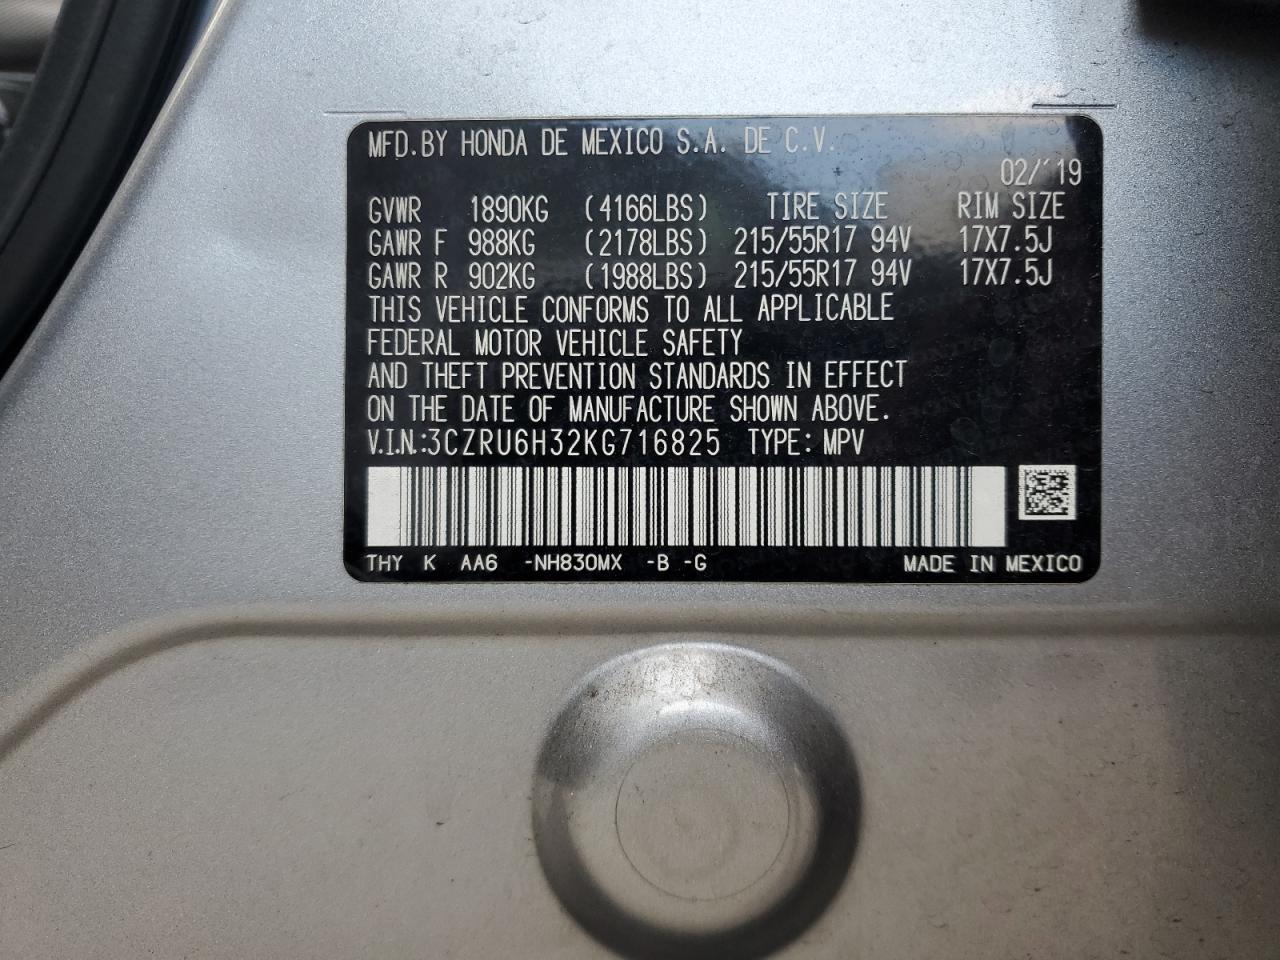 MFD.BY HONDA DE MEXICO S.A. DE C.V.
02/'19
GVWR 1890KG (4166LBS) TIRE SIZE RIM SIZE
GAWR F 988KG (2178LBS) 215/55R17 94V 17X7.5J
GAWR R 902KG (1988LBS) 215/55R17 94V 17X7.5J
THIS VEHICLE CONFORMS TO ALL APPLICABLE
FEDERAL MOTOR VEHICLE SAFETY
AND THEFT PREVENTION STANDARDS IN EFFECT
ON THE DATE OF MANUFACTURE SHOWN ABOVE.
V.I.N.:3CZRU6H32KG716825 TYPE: MPV
THY K AA6 -NH830MX -B -G MADE IN MEXICO